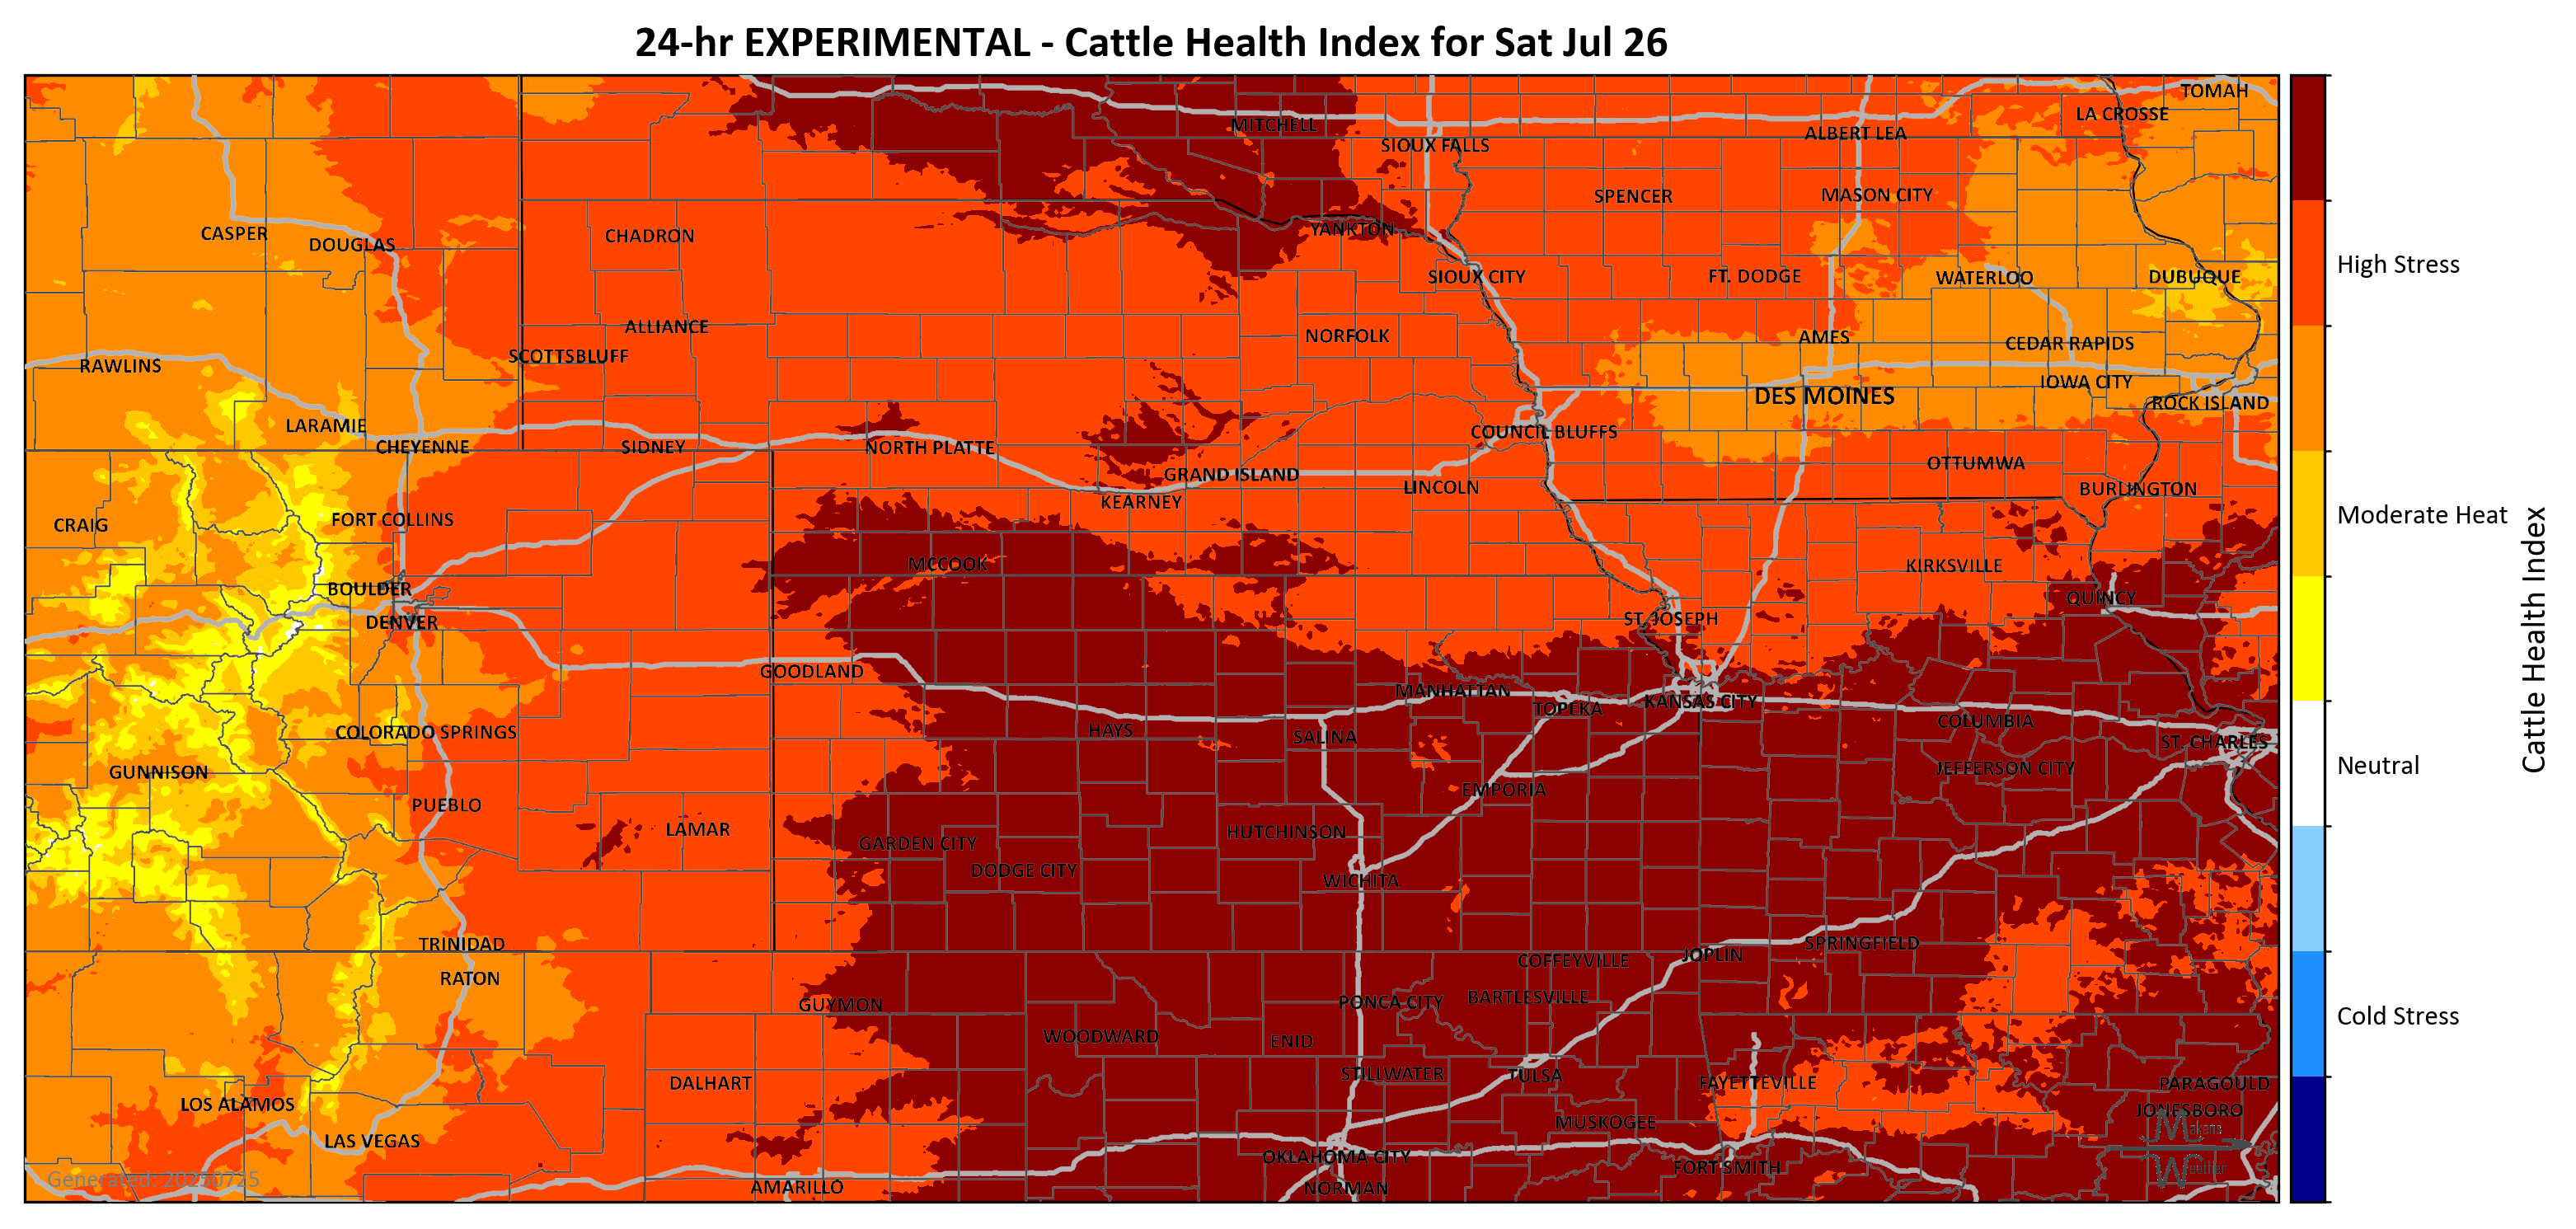 24-hr EXPERIMENTAL - Cattle Health Index for Sat Jul 26
TOMAH
LA CROSSE
MITCHELL
ALBERT LEA
SIOUX FALLS
SPENCER
MASON CITY
CASPER
DOUGLAS
CHADRON
YANKTON
SIOUX CITY
FT. DODGE
WATERLOO
DUBUQUE
ALLIANCE
NORFOLK
AMES
CEDAR RAPIDS
SCOTTSBLUFF
RAWLINS
IOWA CITY
DES MOINES
ROCK ISLAND
LARAMIE
COUNCIL BLUFFS
CHEYENNE
SIDNEY
NORTH PLATTE
OTTUMWA
GRAND ISLAND
LINCOLN
BURLINGTON
KEARNEY
CRAIG
FORT COLLINS
MCCOOK
KIRKSVILLE
BOULDER
QUINCY
DENVER
ST. JOSEPH
GOODLAND
MANHATTAN
KANSAS CITY
TOPEKA
COLUMBIA
COLORADO SPRINGS
HAYS
SALINA
ST. CHARLES
GUNNISON
JEFFERSON CITY
EMPORIA
PUEBLO
LAMAR
HUTCHINSON
GARDEN CITY
DODGE CITY
WICHITA
TRINIDAD
SPRINGFIELD
JOPLIN
COFFEYVILLE
RATON
BARTLESVILLE
PONCA CITY
GUYMON
WOODWARD
ENID
STILLWATER
TULSA
DALHART
FAYETTEVILLE
PARAGOULD
LOS ALAMOS
JONESBORO
MUSKOGEE
Makens
LAS VEGAS
OKLAHOMA CITY
FORT SMITH
Weather
Generated: 20250725
AMARILLO
NORMAN
High Stress
Moderate Heat
Neutral
Cold Stress
Cattle Health Index